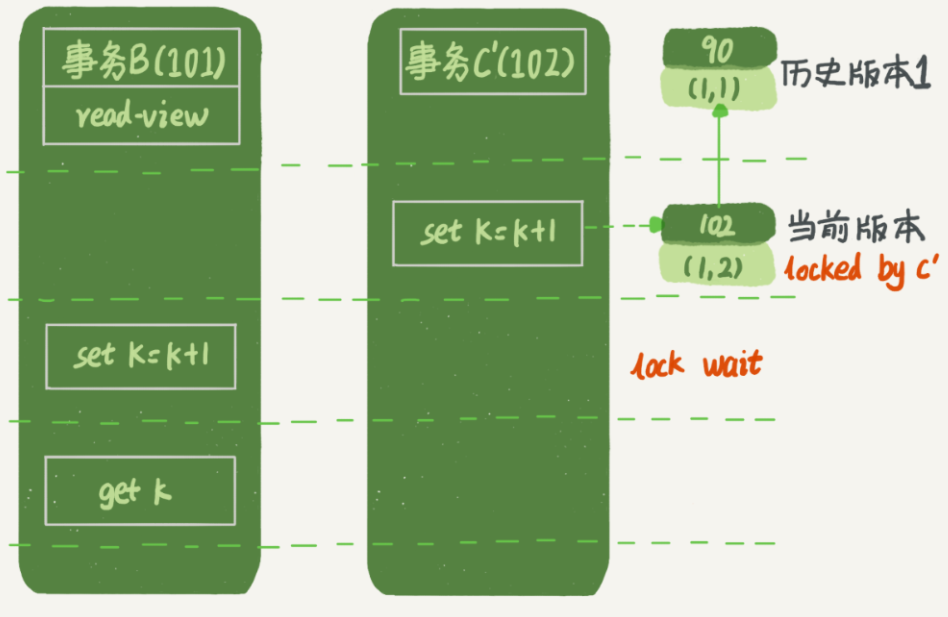 事务B(101)
read-view
set k=k+1
get k
事务C'(102)
set k=k+1
90
(1,1)
历史版本1
102
(1,2)
当前版本
locked by c'
lock wait